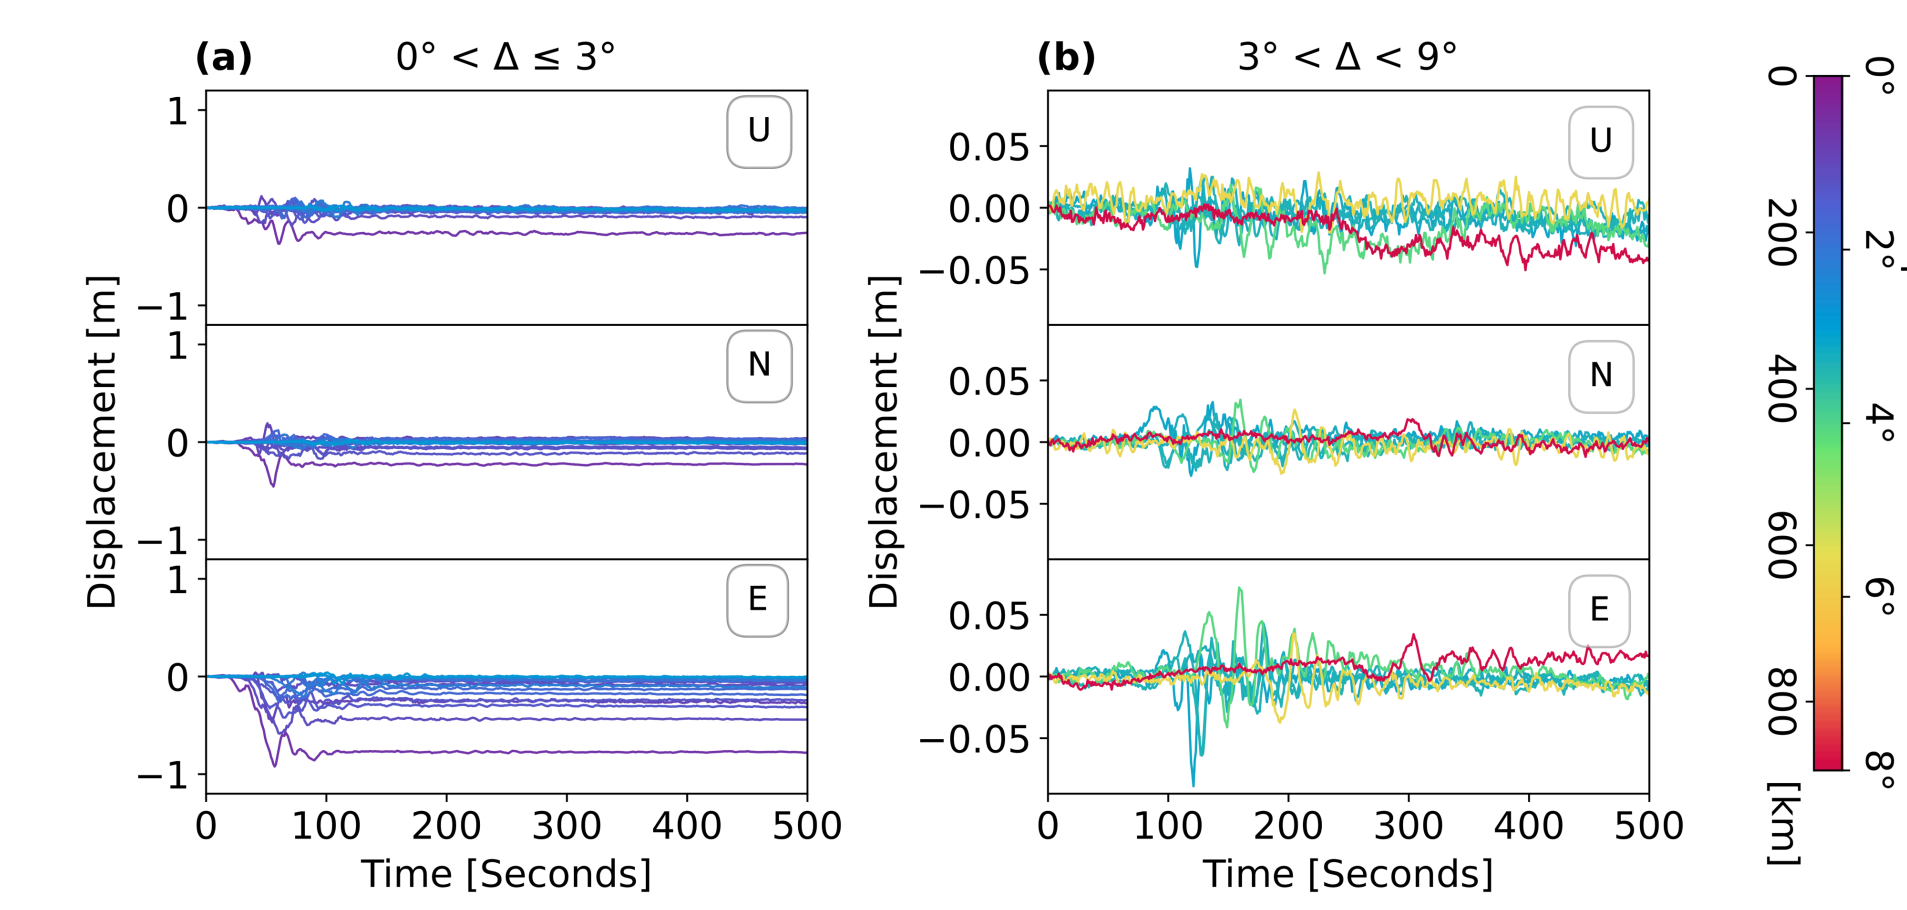 (a) 0° < Δ ≤ 3°
Displacement [m]
1
0
−1
U
1
0
−1
N
1
0
−1
E
0 100 200 300 400 500
Time [Seconds]
(b) 3° < Δ < 9°
Displacement [m]
0.05
0.00
−0.05
U
0.05
0.00
−0.05
N
0.05
0.00
−0.05
E
0 100 200 300 400 500
Time [Seconds]
0 200 400 600 800 [km]
0° 2° 4° 6° 8°